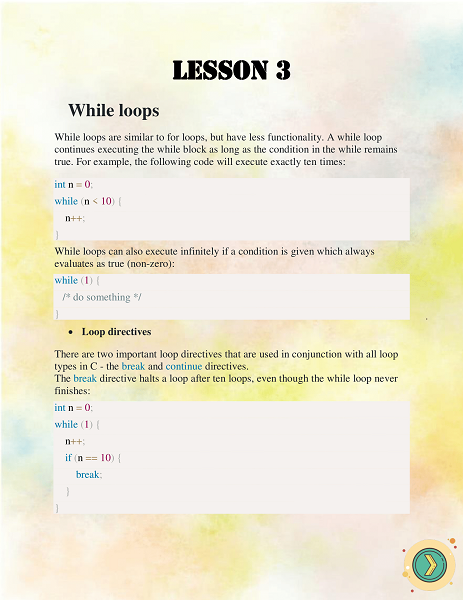 LESSON 3
While loops
While loops are similar to for loops, but have less functionality. A while loop
continues executing the while block as long as the condition in the while remains
true. For example, the following code will execute exactly ten times:
int n = 0;
while (n < 10) {
n++;
}
While loops can also execute infinitely if a condition is given which always
evaluates as true (non-zero):
while (1) {
/* do something */
}
• Loop directives
There are two important loop directives that are used in conjunction with all loop
types in C - the break and continue directives.
The break directive halts a loop after ten loops, even though the while loop never
finishes:
int n = 0;
while (1) {
n++;
if (n == 10) {
break;
}
}